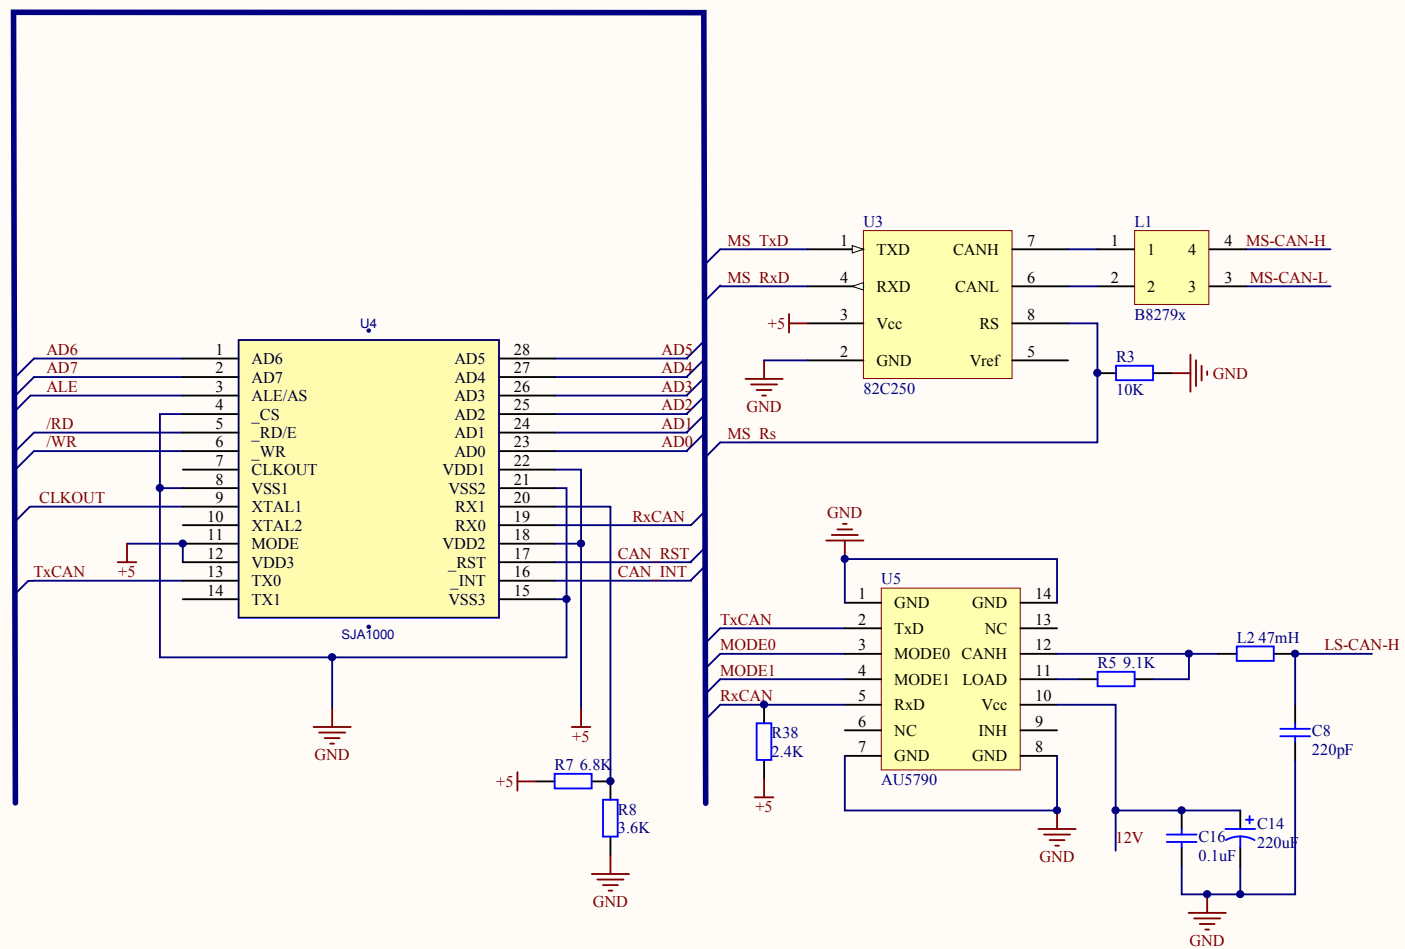 U4
AD6 1 AD6 AD5 28 AD5
AD7 2 AD7 AD4 27 AD4
ALE 3 ALE/AS AD3 26 AD3
4 _CS AD2 25 AD2
/RD 5 _RD/E AD1 24 AD1
/WR 6 _WR AD0 23 AD0
7 CLKOUT VDD1 22
8 VSS1 VSS2 21
CLKOUT 9 XTAL1 RX1 20
10 XTAL2 RX0 19 RxCAN
11 MODE VDD2 18
+5 12 VDD3 _RST 17 CAN_RST
TxCAN 13 TX0 _INT 16 CAN_INT
14 TX1 VSS3 15
SJA1000
GND
+5
+5 R7 6.8K
R8
3.6K
GND
U3 L1
MS_TxD 1 TXD CANH 7 1 1 4 4 MS-CAN-H
MS_RxD 4 RXD CANL 6 2 2 3 3 MS-CAN-L
+5 3 Vcc RS 8 B8279x
2 GND Vref 5 R3 GND
GND 82C250 10K
MS_Rs
GND
U5
1 GND GND 14
TxCAN 2 TxD NC 13
MODE0 3 MODE0 CANH 12 L2 47mH LS-CAN-H
MODE1 4 MODE1 LOAD 11 R5 9.1K
RxCAN 5 RxD Vcc 10
R38 6 NC INH 9 C8
2.4K 7 GND GND 8 220pF
AU5790
+5
GND
12V C16 + C14
0.1uF 220uF
GND